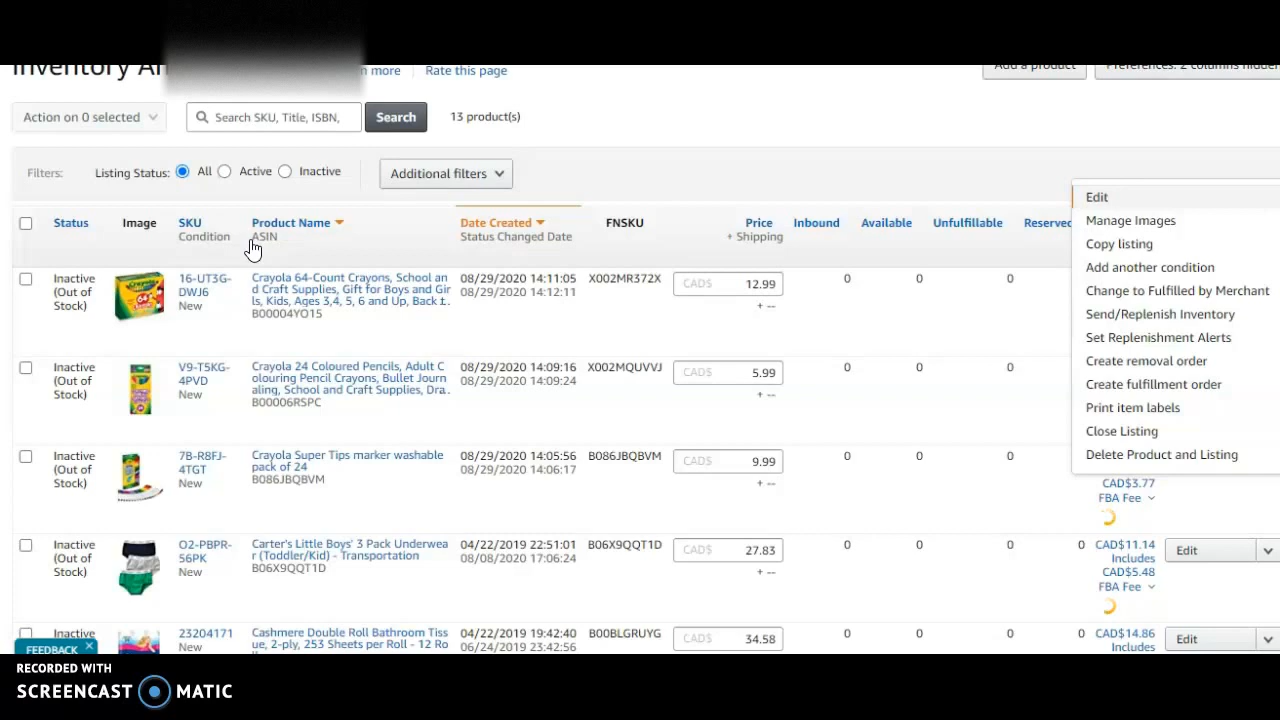 Inventory Am
n more
Rate this page
Add a product
Preferences: 2 columns hidden
Action on 0 selected
Search SKU, Title, ISBN,
Search
13 product(s)
Filters:
Listing Status:
All
Active
Inactive
Additional filters
Status
Image
SKU
Condition
Product Name
ASIN
Date Created
Status Changed Date
FNSKU
Price
+ Shipping
Inbound
Available
Unfulfillable
Reserved
Edit
Manage Images
Copy listing
Add another condition
Change to Fulfilled by Merchant
Send/Replenish Inventory
Set Replenishment Alerts
Create removal order
Create fulfillment order
Print item labels
Close Listing
Delete Product and Listing
Inactive
(Out of
Stock)
16-UT3G-
DWJ6
New
Crayola 64-Count Crayons, School an
d Craft Supplies, Gift for Boys and Gir
ls, Kids, Ages 3,4, 5, 6 and Up, Back t..
B00004YO15
08/29/2020 14:11:05
08/29/2020 14:12:11
X002MR372X
CAD$ 12.99
+ --
0
0
0
Inactive
(Out of
Stock)
V9-T5KG-
4PVD
New
Crayola 24 Coloured Pencils, Adult C
olouring Pencil Crayons, Bullet Journ
aling, School and Craft Supplies, Dra..
B00006RSPC
08/29/2020 14:09:16
08/29/2020 14:09:24
X002MQUVVJ
CAD$ 5.99
+ --
0
0
0
Inactive
(Out of
Stock)
7B-R8FJ-
4TGT
New
Crayola Super Tips marker washable
pack of 24
B086JBQBVM
08/29/2020 14:05:56
08/29/2020 14:06:17
B086JBQBVM
CAD$ 9.99
+ --
0
0
0
CAD$3.77
FBA Fee
Inactive
(Out of
Stock)
O2-PBPR-
56PK
New
Carter's Little Boys' 3 Pack Underwea
r (Toddler/Kid) - Transportation
B06X9QQT1D
04/22/2019 22:51:01
08/08/2020 17:06:24
B06X9QQT1D
CAD$ 27.83
+ --
0
0
0
0
CAD$11.14
Includes
CAD$5.48
FBA Fee
Edit
Inactive
23204171
New
Cashmere Double Roll Bathroom Tiss
ue, 2-ply, 253 Sheets per Roll - 12 Ro
04/22/2019 19:42:40
06/24/2019 23:42:56
B00BLGRUYG
CAD$ 34.58
0
0
0
0
CAD$14.86
Includes
Edit
FEEDBACK
RECORDED WITH
SCREENCAST MATIC